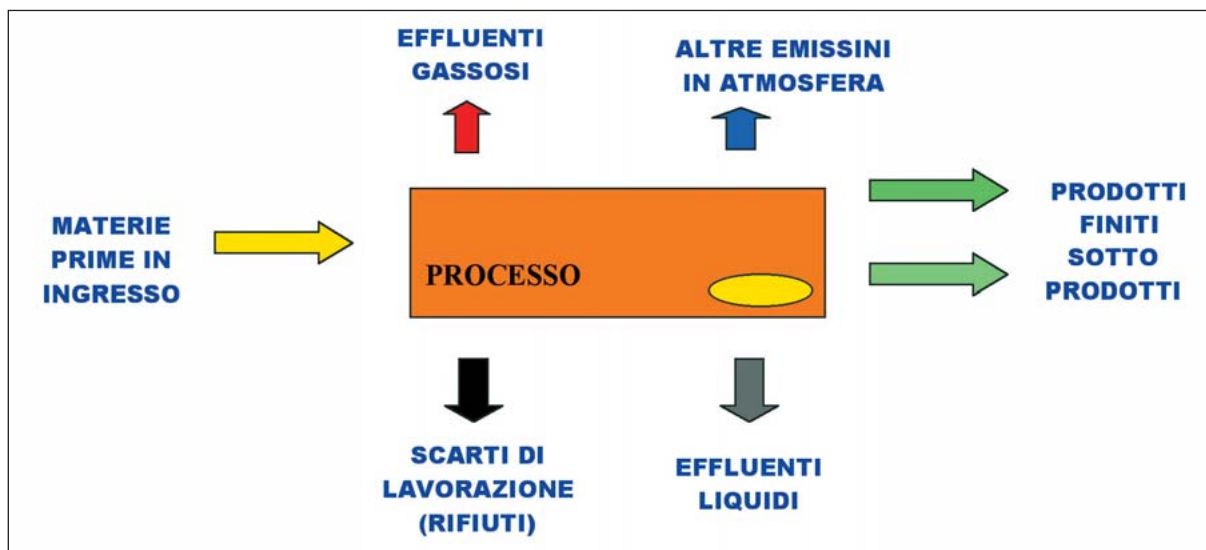 EFFLUENTI
GASSOSI
ALTRE EMISSINI
IN ATMOSFERA
MATERIE
PRIME IN
INGRESSO
PROCESSO
PRODOTTI
FINITI
SOTTO
PRODOTTI
SCARTI DI
LAVORAZIONE
(RIFIUTI)
EFFLUENTI
LIQUIDI